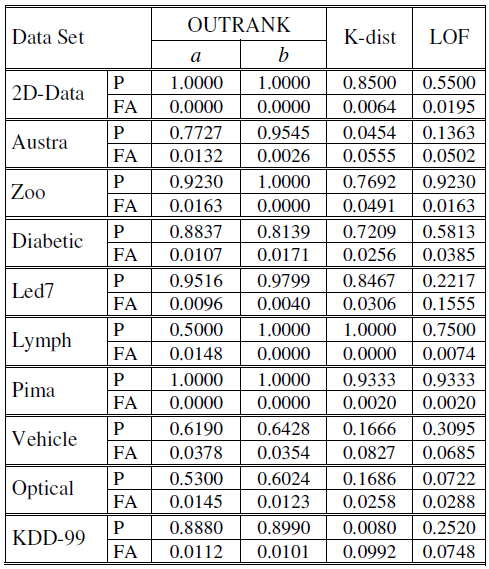 Data Set OUTRANK K-dist LOF
a b
2D-Data P 1.0000 1.0000 0.8500 0.5500
FA 0.0000 0.0000 0.0064 0.0195
Austra P 0.7727 0.9545 0.0454 0.1363
FA 0.0132 0.0026 0.0555 0.0502
Zoo P 0.9230 1.0000 0.7692 0.9230
FA 0.0163 0.0000 0.0491 0.0163
Diabetic P 0.8837 0.8139 0.7209 0.5813
FA 0.0107 0.0171 0.0256 0.0385
Led7 P 0.9516 0.9799 0.8467 0.2217
FA 0.0096 0.0040 0.0306 0.1555
Lymph P 0.5000 1.0000 1.0000 0.7500
FA 0.0148 0.0000 0.0000 0.0074
Pima P 1.0000 1.0000 0.9333 0.9333
FA 0.0000 0.0000 0.0020 0.0020
Vehicle P 0.6190 0.6428 0.1666 0.3095
FA 0.0378 0.0354 0.0827 0.0685
Optical P 0.5300 0.6024 0.1686 0.0722
FA 0.0145 0.0123 0.0258 0.0288
KDD-99 P 0.8880 0.8990 0.0080 0.2520
FA 0.0112 0.0101 0.0992 0.0748